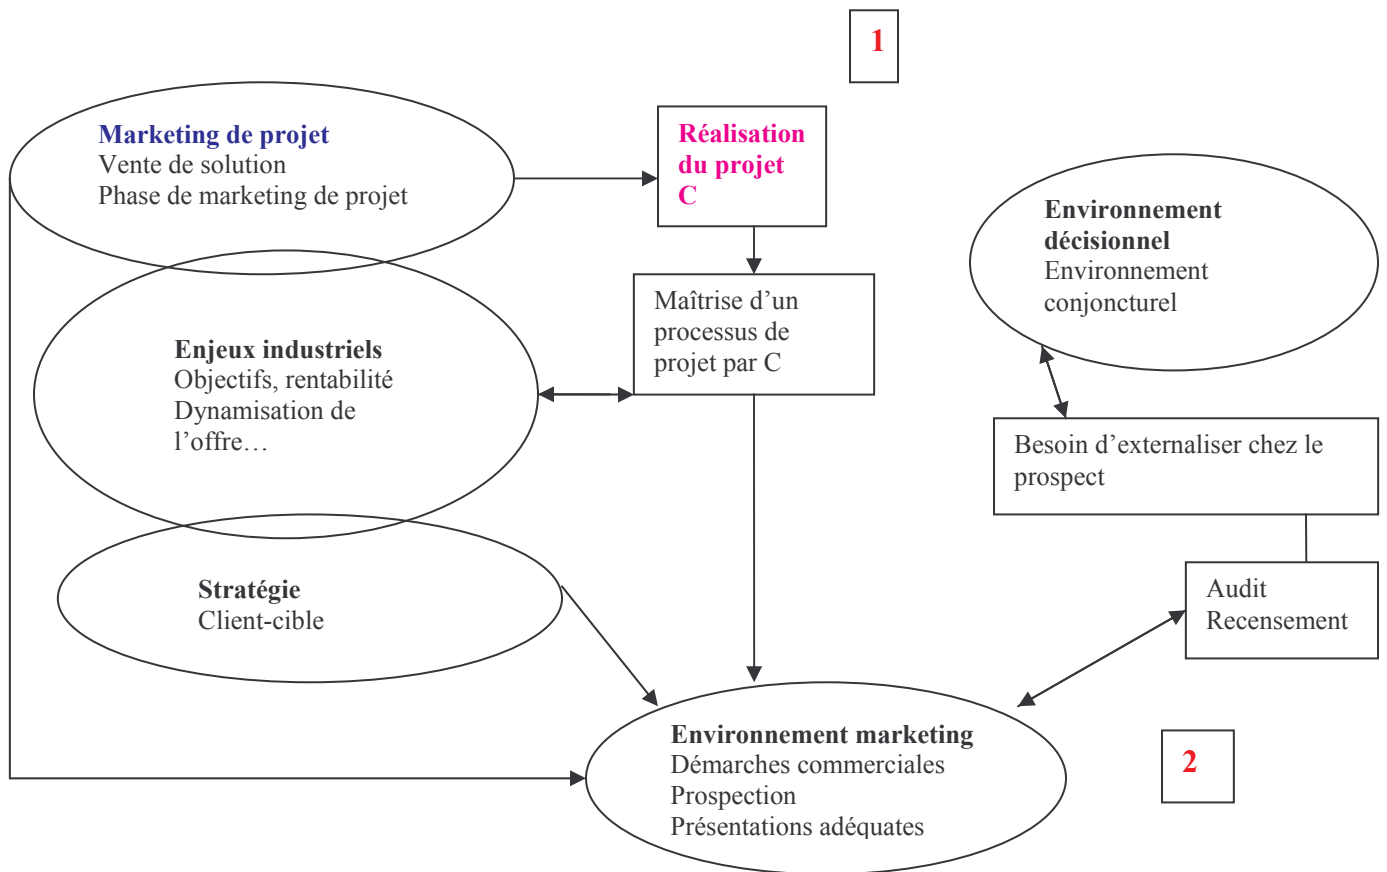 1
Marketing de projet
Vente de solution
Phase de marketing de projet
Réalisation
du projet
C
Environnement
décisionnel
Environnement
conjoncturel
Maîtrise d’un
processus de
projet par C
Enjeux industriels
Objectifs, rentabilité
Dynamisation de
l’offre…
Besoin d’externaliser chez le
prospect
Stratégie
Client-cible
Audit
Recensement
Environnement marketing
Démarches commerciales
Prospection
Présentations adéquates
2